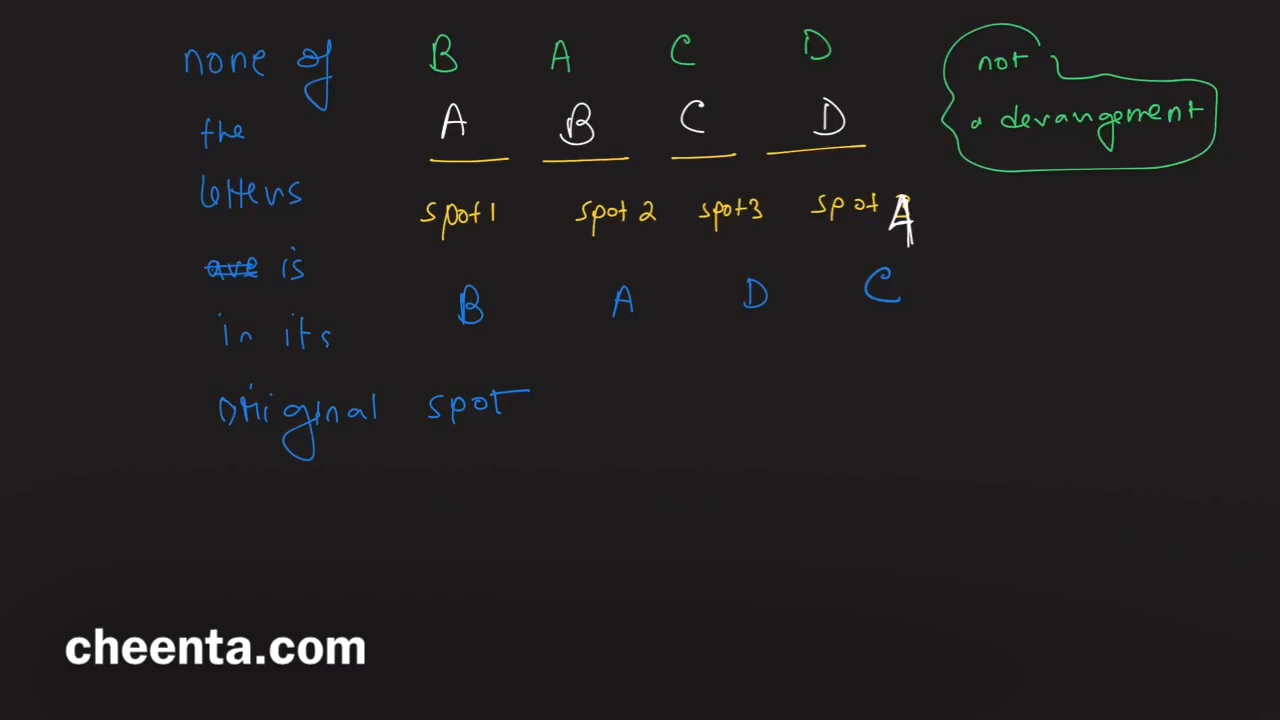 none of
the
letters
are is
in its
original spot
B A C D
A B C D
spot 1 spot 2 spot 3 spot 4
B A D C
not
a derangement
cheenta.com